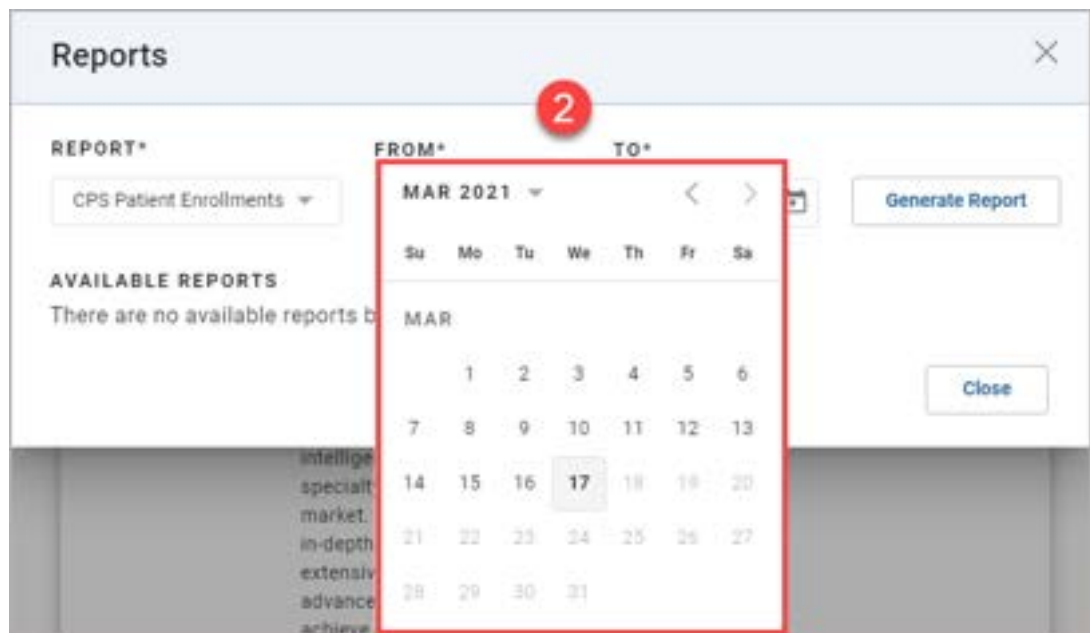 Reports
2
REPORT* FROM* TO*
CPS Patient Enrollments MAR 2021 Generate Report
Su Mo Tu We Th Fr Sa
AVAILABLE REPORTS
There are no available reports b
MAR
1 2 3 4 5 6
Close
7 8 9 10 11 12 13
intellige
14 15 16 17 18 19 20
specialt
market.
21 22 23 24 25 26 27
in-depth
extensiv
28 29 30 31
advance
achieve